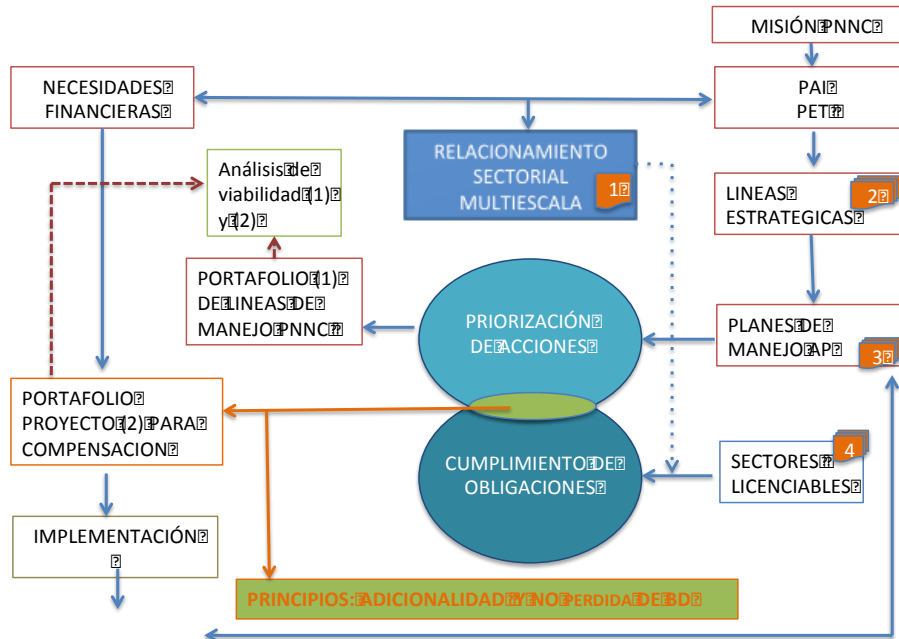 MISIÓN PNNC
NECESIDADES
FINANCIERAS
PAI
PET
RELACIONAMIENTO
SECTORIAL
MULTIESCALA
1
Análisis de
viabilidad (1)
y (2)
LINEAS
ESTRATEGICAS
2
PORTAFOLIO (1)
DE LINEAS DE
MANEJO PNNC
PRIORIZACIÓN
DE ACCIONES
PLANES DE
MANEJO AP
3
PORTAFOLIO
PROYECTO (2) PARA
COMPENSACION
CUMPLIMIENTO DE
OBLIGACIONES
SECTORES
LICENCIABLES
4
IMPLEMENTACIÓN
PRINCIPIOS: ADICIONALIDAD Y NO PERDIDA DE BD